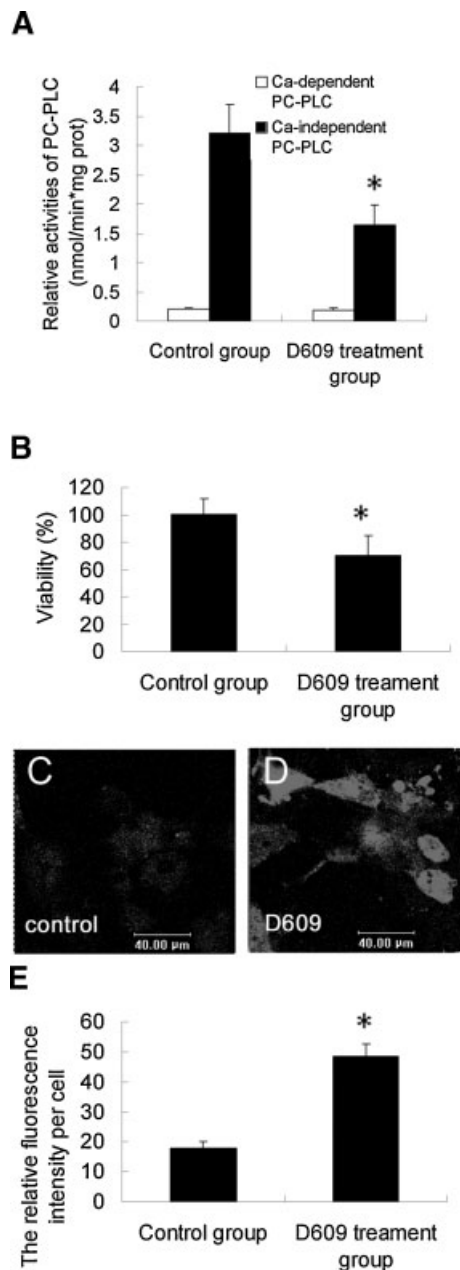 A
Relative activities of PC-PLC
(nmol/min*mg prot)
4
3.5
3
2.5
2
1.5
1
0.5
0
Ca-dependent
PC-PLC
Ca-independent
PC-PLC
*
Control group
D609 treatment
group
B
Viability (%)
120
100
80
60
40
20
0
*
Control group
D609 treament
group
C
control
40.00 µm
D
D609
40.00 µm
E
The relative fluorescence
intensity per cell
60
50
40
30
20
10
0
*
Control group
D609 treament
group